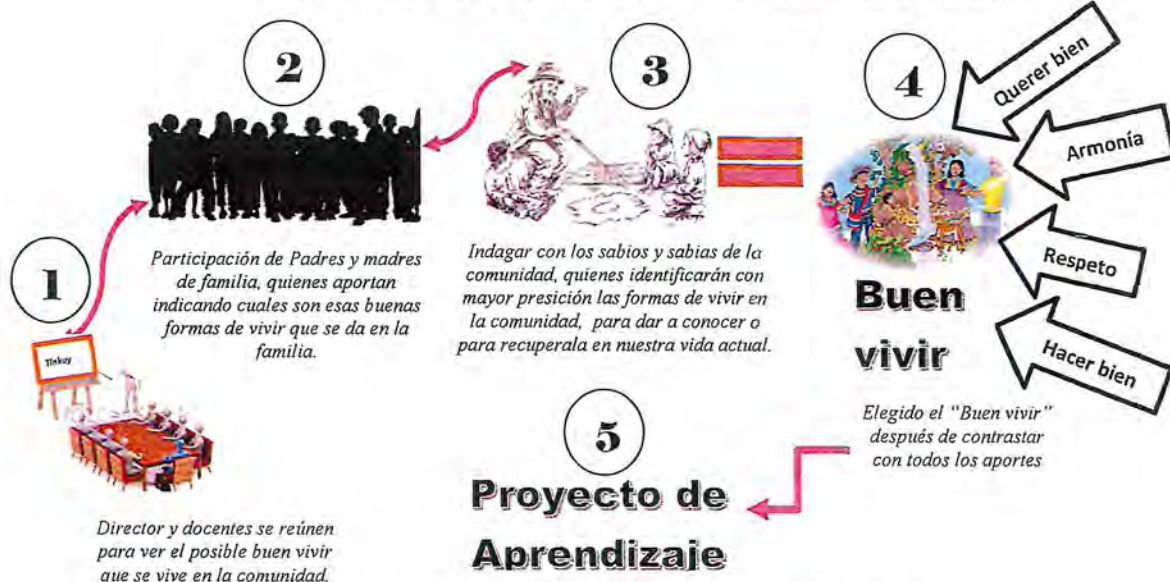 1
Tinkuy
Director y docentes se reúnen
para ver el posible buen vivir
que se vive en la comunidad.
2
Participación de Padres y madres
de familia, quienes aportan
indicando cuales son esas buenas
formas de vivir que se da en la
familia.
3
Indagar con los sabios y sabias de la
comunidad, quienes identificarán con
mayor presición las formas de vivir en
la comunidad, para dar a conocer o
para recuperala en nuestra vida actual.
4
Querer bien
Armonía
Respeto
Hacer bien
Buen
vivir
Elegido el "Buen vivir"
después de contrastar
con todos los aportes
5
Proyecto de
Aprendizaje